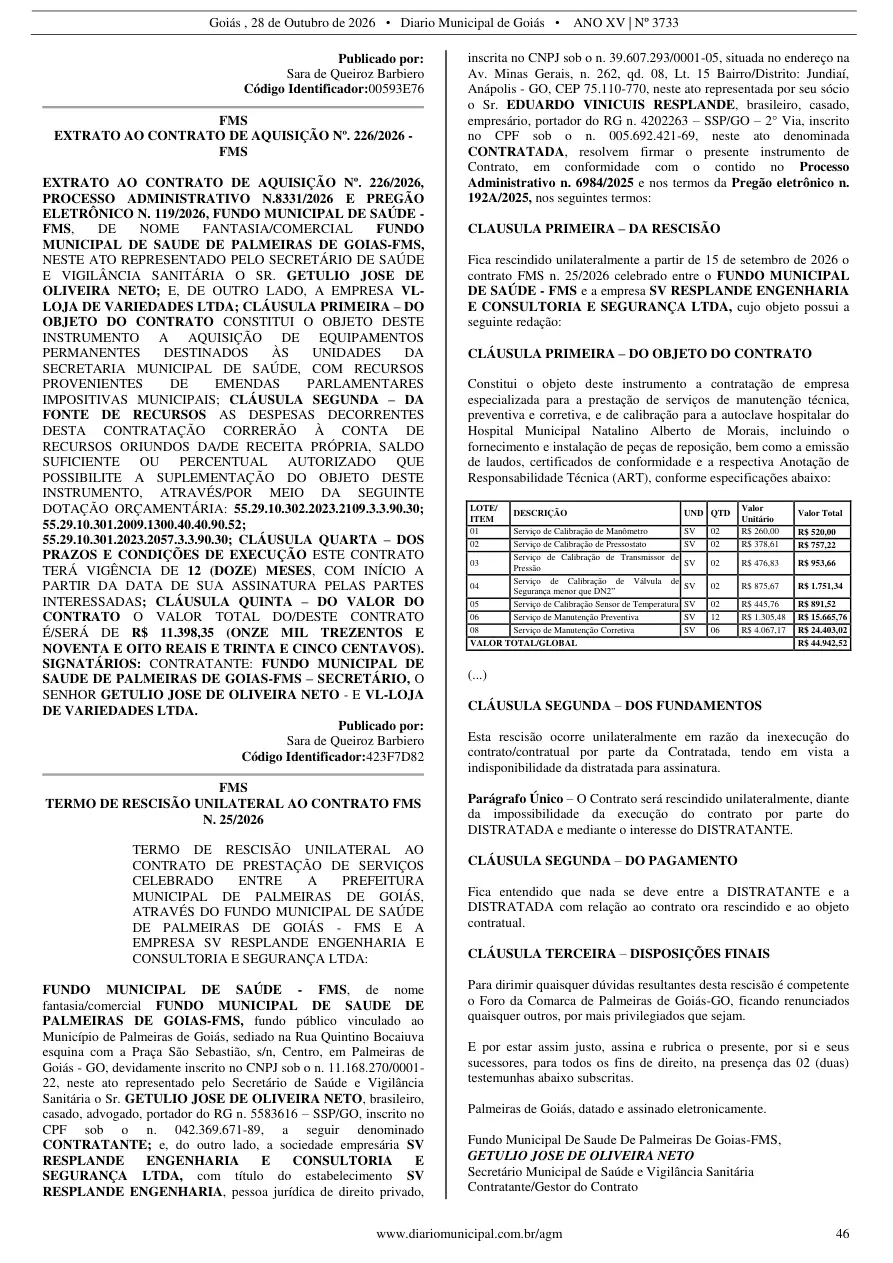 Goiás , 28 de Outubro de 2026 • Diario Municipal de Goiás • ANO XV | Nº 3733
Publicado por:
Sara de Queiroz Barbiero
Código Identificador:00593E76
FMS
EXTRATO AO CONTRATO DE AQUISIÇÃO Nº. 226/2026 -
FMS
EXTRATO AO CONTRATO DE AQUISIÇÃO Nº. 226/2026,
PROCESSO ADMINISTRATIVO N.8331/2026 E PREGÃO
ELETRÔNICO N. 119/2026, FUNDO MUNICIPAL DE SAÚDE -
FMS, DE NOME FANTASIA/COMERCIAL FUNDO
MUNICIPAL DE SAUDE DE PALMEIRAS DE GOIAS-FMS,
NESTE ATO REPRESENTADO PELO SECRETÁRIO DE SAÚDE
E VIGILÂNCIA SANITÁRIA O SR. GETULIO JOSE DE
OLIVEIRA NETO; E, DE OUTRO LADO, A EMPRESA VL-
LOJA DE VARIEDADES LTDA; CLÁUSULA PRIMEIRA – DO
OBJETO DO CONTRATO CONSTITUI O OBJETO DESTE
INSTRUMENTO A AQUISIÇÃO DE EQUIPAMENTOS
PERMANENTES DESTINADOS ÀS UNIDADES DA
SECRETARIA MUNICIPAL DE SAÚDE, COM RECURSOS
PROVENIENTES DE EMENDAS PARLAMENTARES
IMPOSITIVAS MUNICIPAIS; CLÁUSULA SEGUNDA – DA
FONTE DE RECURSOS AS DESPESAS DECORRENTES
DESTA CONTRATAÇÃO CORRERÃO À CONTA DE
RECURSOS ORIUNDOS DA/DE RECEITA PRÓPRIA, SALDO
SUFICIENTE OU PERCENTUAL AUTORIZADO QUE
POSSIBILITE A SUPLEMENTAÇÃO DO OBJETO DESTE
INSTRUMENTO, ATRAVÉS/POR MEIO DA SEGUINTE
DOTAÇÃO ORÇAMENTÁRIA: 55.29.10.302.2023.2109.3.3.90.30;
55.29.10.301.2009.1300.40.40.90.52;
55.29.10.301.2023.2057.3.3.90.30; CLÁUSULA QUARTA – DOS
PRAZOS E CONDIÇÕES DE EXECUÇÃO ESTE CONTRATO
TERÁ VIGÊNCIA DE 12 (DOZE) MESES, COM INÍCIO A
PARTIR DA DATA DE SUA ASSINATURA PELAS PARTES
INTERESSADAS; CLÁUSULA QUINTA – DO VALOR DO
CONTRATO O VALOR TOTAL DO/DESTE CONTRATO
É/SERÁ DE R$ 11.398,35 (ONZE MIL TREZENTOS E
NOVENTA E OITO REAIS E TRINTA E CINCO CENTAVOS).
SIGNATÁRIOS: CONTRATANTE: FUNDO MUNICIPAL DE
SAUDE DE PALMEIRAS DE GOIAS-FMS – SECRETÁRIO, O
SENHOR GETULIO JOSE DE OLIVEIRA NETO - E VL-LOJA
DE VARIEDADES LTDA.
Publicado por:
Sara de Queiroz Barbiero
Código Identificador:423F7D82
FMS
TERMO DE RESCISÃO UNILATERAL AO CONTRATO FMS
N. 25/2026
TERMO DE RESCISÃO UNILATERAL AO
CONTRATO DE PRESTAÇÃO DE SERVIÇOS
CELEBRADO ENTRE A PREFEITURA
MUNICIPAL DE PALMEIRAS DE GOIÁS,
ATRAVÉS DO FUNDO MUNICIPAL DE SAÚDE
DE PALMEIRAS DE GOIÁS - FMS E A
EMPRESA SV RESPLANDE ENGENHARIA E
CONSULTORIA E SEGURANÇA LTDA:
FUNDO MUNICIPAL DE SAÚDE - FMS, de nome
fantasia/comercial FUNDO MUNICIPAL DE SAUDE DE
PALMEIRAS DE GOIAS-FMS, fundo público vinculado ao
Município de Palmeiras de Goiás, sediado na Rua Quintino Bocaiuva
esquina com a Praça São Sebastião, s/n, Centro, em Palmeiras de
Goiás - GO, devidamente inscrito no CNPJ sob o n. 11.168.270/0001-
22, neste ato representado pelo Secretário de Saúde e Vigilância
Sanitária o Sr. GETULIO JOSE DE OLIVEIRA NETO, brasileiro,
casado, advogado, portador do RG n. 5583616 – SSP/GO, inscrito no
CPF sob o n. 042.369.671-89, a seguir denominado
CONTRATANTE; e, do outro lado, a sociedade empresária SV
RESPLANDE ENGENHARIA E CONSULTORIA E
SEGURANÇA LTDA, com título do estabelecimento SV
RESPLANDE ENGENHARIA, pessoa jurídica de direito privado,
inscrita no CNPJ sob o n. 39.607.293/0001-05, situada no endereço na
Av. Minas Gerais, n. 262, qd. 08, Lt. 15 Bairro/Distrito: Jundiaí,
Anápolis - GO, CEP 75.110-770, neste ato representada por seu sócio
o Sr. EDUARDO VINICUIS RESPLANDE, brasileiro, casado,
empresário, portador do RG n. 4202263 – SSP/GO – 2° Via, inscrito
no CPF sob o n. 005.692.421-69, neste ato denominada
CONTRATADA, resolvem firmar o presente instrumento de
Contrato, em conformidade com o contido no Processo
Administrativo n. 6984/2025 e nos termos da Pregão eletrônico n.
192A/2025, nos seguintes termos:
CLAUSULA PRIMEIRA – DA RESCISÃO
Fica rescindido unilateralmente a partir de 15 de setembro de 2026 o
contrato FMS n. 25/2026 celebrado entre o FUNDO MUNICIPAL
DE SAÚDE - FMS e a empresa SV RESPLANDE ENGENHARIA
E CONSULTORIA E SEGURANÇA LTDA, cujo objeto possui a
seguinte redação:
CLÁUSULA PRIMEIRA – DO OBJETO DO CONTRATO
Constitui o objeto deste instrumento a contratação de empresa
especializada para a prestação de serviços de manutenção técnica,
preventiva e corretiva, e de calibração para a autoclave hospitalar do
Hospital Municipal Natalino Alberto de Morais, incluindo o
fornecimento e instalação de peças de reposição, bem como a emissão
de laudos, certificados de conformidade e a respectiva Anotação de
Responsabilidade Técnica (ART), conforme especificações abaixo:
LOTE/ ITEM DESCRIÇÃO UND QTD Valor Unitário Valor Total
01 Serviço de Calibração de Manômetro SV 02 R$ 260,00 R$ 520,00
02 Serviço de Calibração de Pressostato SV 02 R$ 378,61 R$ 757,22
03 Serviço de Calibração de Transmissor de Pressão SV 02 R$ 476,83 R$ 953,66
04 Serviço de Calibração de Válvula de Segurança menor que DN2” SV 02 R$ 875,67 R$ 1.751,34
05 Serviço de Calibração Sensor de Temperatura SV 02 R$ 445,76 R$ 891,52
06 Serviço de Manutenção Preventiva SV 12 R$ 1.305,48 R$ 15.665,76
08 Serviço de Manutenção Corretiva SV 06 R$ 4.067,17 R$ 24.403,02
VALOR TOTAL/GLOBAL R$ 44.942,52
(...)
CLÁUSULA SEGUNDA – DOS FUNDAMENTOS
Esta rescisão ocorre unilateralmente em razão da inexecução do
contrato/contratual por parte da Contratada, tendo em vista a
indisponibilidade da distratada para assinatura.
Parágrafo Único – O Contrato será rescindido unilateralmente, diante
da impossibilidade da execução do contrato por parte do
DISTRATADA e mediante o interesse do DISTRATANTE.
CLÁUSULA SEGUNDA – DO PAGAMENTO
Fica entendido que nada se deve entre a DISTRATANTE e a
DISTRATADA com relação ao contrato ora rescindido e ao objeto
contratual.
CLÁUSULA TERCEIRA – DISPOSIÇÕES FINAIS
Para dirimir quaisquer dúvidas resultantes desta rescisão é competente
o Foro da Comarca de Palmeiras de Goiás-GO, ficando renunciados
quaisquer outros, por mais privilegiados que sejam.
E por estar assim justo, assina e rubrica o presente, por si e seus
sucessores, para todos os fins de direito, na presença das 02 (duas)
testemunhas abaixo subscritas.
Palmeiras de Goiás, datado e assinado eletronicamente.
Fundo Municipal De Saude De Palmeiras De Goias-FMS,
GETULIO JOSE DE OLIVEIRA NETO
Secretário Municipal de Saúde e Vigilância Sanitária
Contratante/Gestor do Contrato
www.diariomunicipal.com.br/agm 46